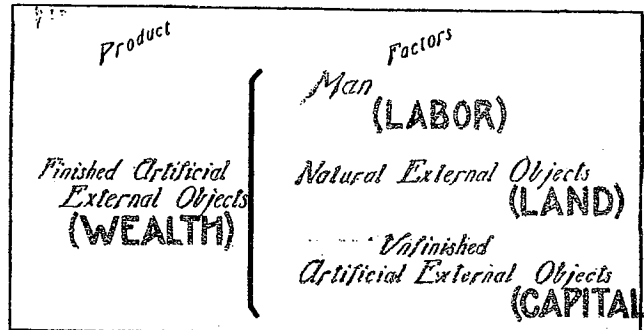 Product
Factors
Man
(LABOR)
Finished Artificial
External Objects
(WEALTH)
Natural External Objects
(LAND)
Unfinished
Artificial External Objects
(CAPITAL